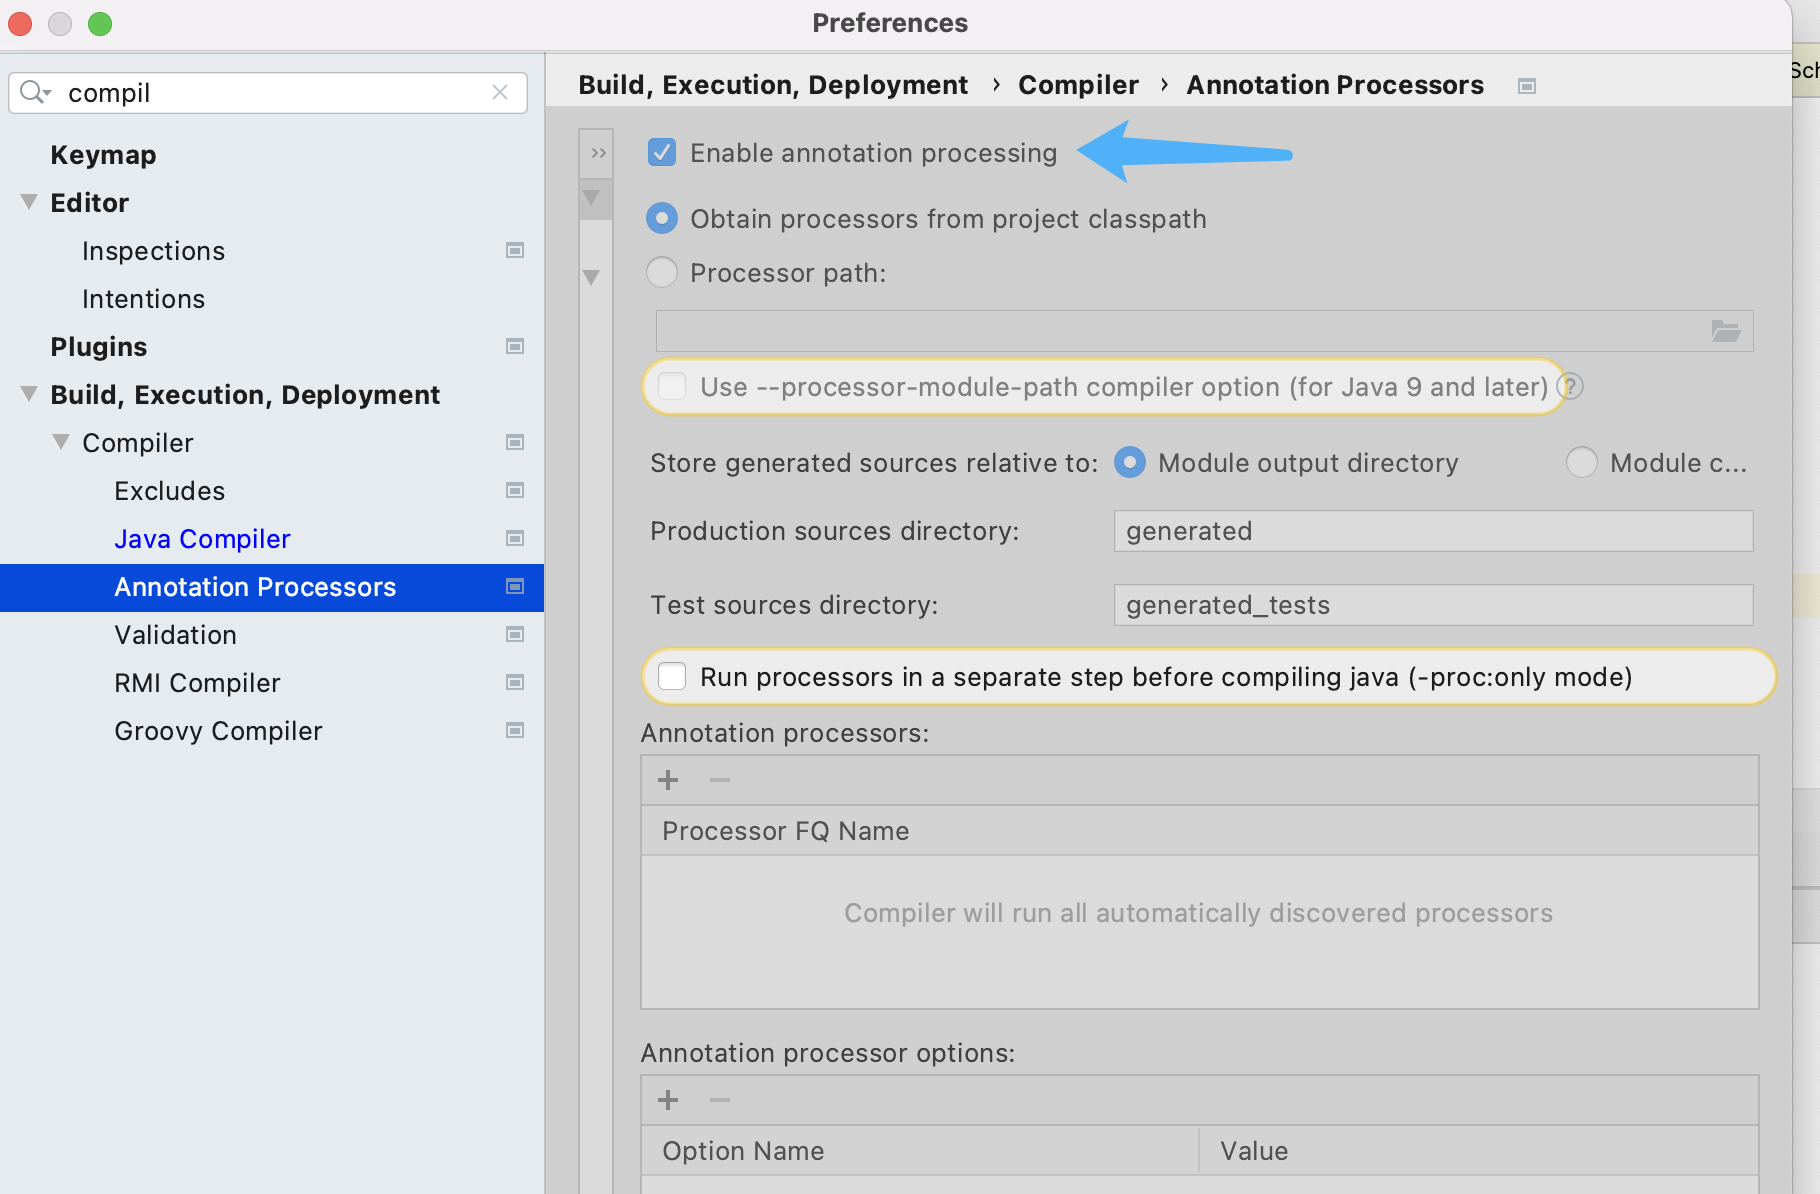 Preferences
compil
Keymap
Editor
Inspections
Intentions
Plugins
Build, Execution, Deployment
Compiler
Excludes
Java Compiler
Annotation Processors
Validation
RMI Compiler
Groovy Compiler
Build, Execution, Deployment › Compiler › Annotation Processors
Enable annotation processing
Obtain processors from project classpath
Processor path:
Use --processor-module-path compiler option (for Java 9 and later) ?
Store generated sources relative to: Module output directory Module c...
Production sources directory: generated
Test sources directory: generated_tests
Run processors in a separate step before compiling java (-proc:only mode)
Annotation processors:
Processor FQ Name
Compiler will run all automatically discovered processors
Annotation processor options:
Option Name Value
Sch